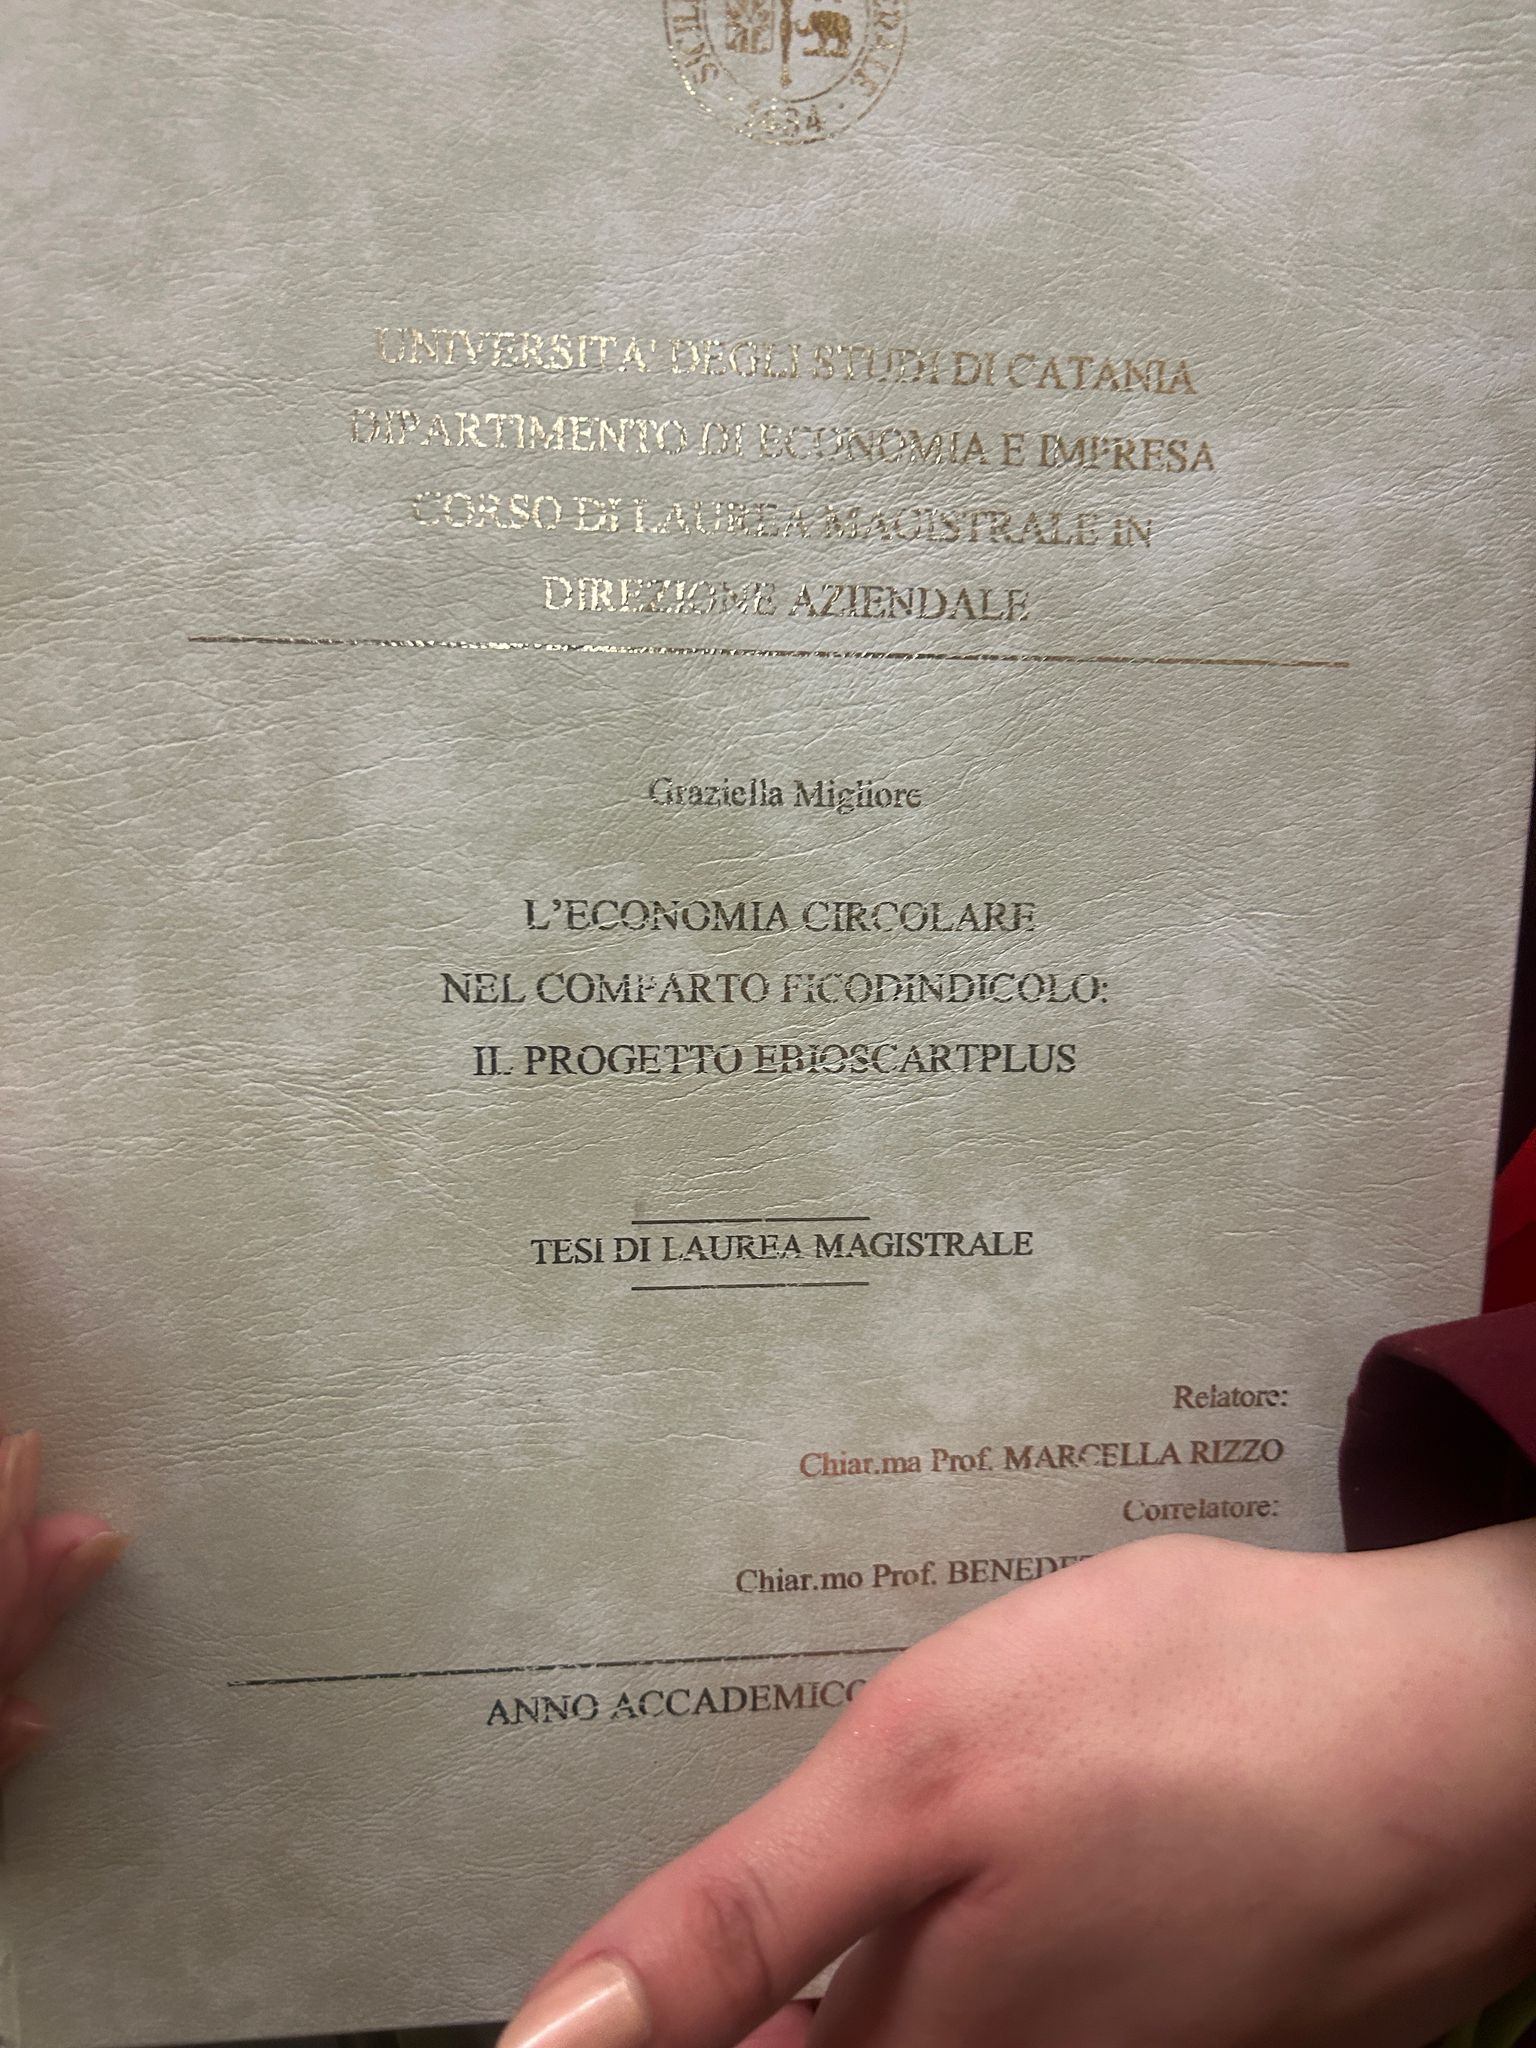 1434
UNIVERSITA' DEGLI STUDI DI CATANIA
DIPARTIMENTO DI ECONOMIA E IMPRESA
CORSO DI LAUREA MAGISTRALE IN
DIREZIONE AZIENDALE
Graziella Migliore
L'ECONOMIA CIRCOLARE
NEL COMPARTO FICODINDICOLO:
IL PROGETTO EBIOSCARTPLUS
TESI DI LAUREA MAGISTRALE
Relatore:
Chiar.ma Prof. MARCELLA RIZZO
Correlatore:
Chiar.mo Prof.
ANNO ACCADEMICO